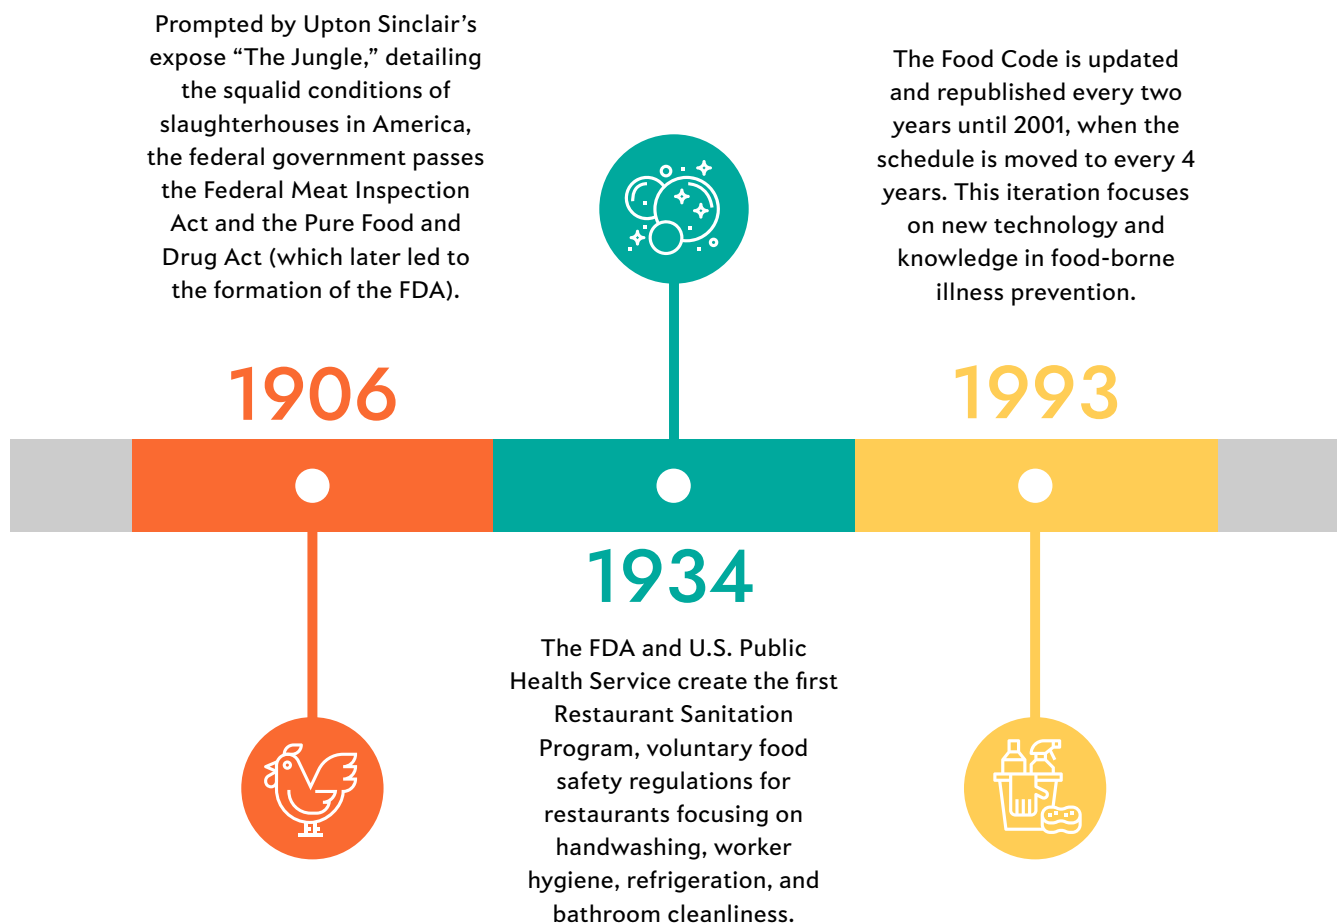 Prompted by Upton Sinclair’s
expose “The Jungle,” detailing
the squalid conditions of
slaughterhouses in America,
the federal government passes
the Federal Meat Inspection
Act and the Pure Food and
Drug Act (which later led to
the formation of the FDA).
1906
1934
The FDA and U.S. Public
Health Service create the first
Restaurant Sanitation
Program, voluntary food
safety regulations for
restaurants focusing on
handwashing, worker
hygiene, refrigeration, and
bathroom cleanliness.
The Food Code is updated
and republished every two
years until 2001, when the
schedule is moved to every 4
years. This iteration focuses
on new technology and
knowledge in food-borne
illness prevention.
1993